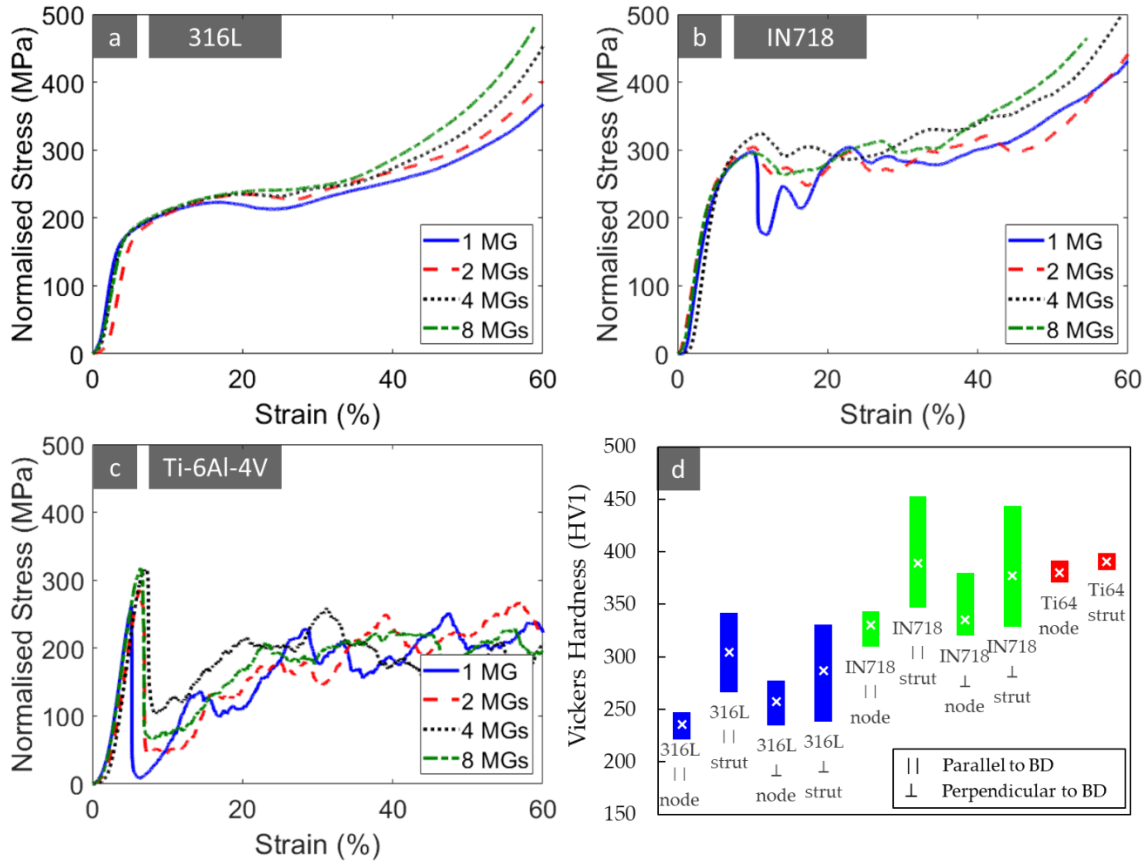 a 316L
Normalised Stress (MPa)
500
400
300
200
100
0
0 20 40 60
Strain (%)
1 MG
2 MGs
4 MGs
8 MGs
b IN718
Normalised Stress (MPa)
500
400
300
200
100
0
0 20 40 60
Strain (%)
1 MG
2 MGs
4 MGs
8 MGs
c Ti-6Al-4V
Normalised Stress (MPa)
500
400
300
200
100
0
0 20 40 60
Strain (%)
1 MG
2 MGs
4 MGs
8 MGs
d
Vickers Hardness (HV1)
500
450
400
350
300
250
200
150
316L
||
node
316L
||
strut
316L
⊥
node
316L
⊥
strut
IN718
||
node
IN718
||
strut
IN718
⊥
node
IN718
⊥
strut
Ti64
node
Ti64
strut
|| Parallel to BD
⊥ Perpendicular to BD